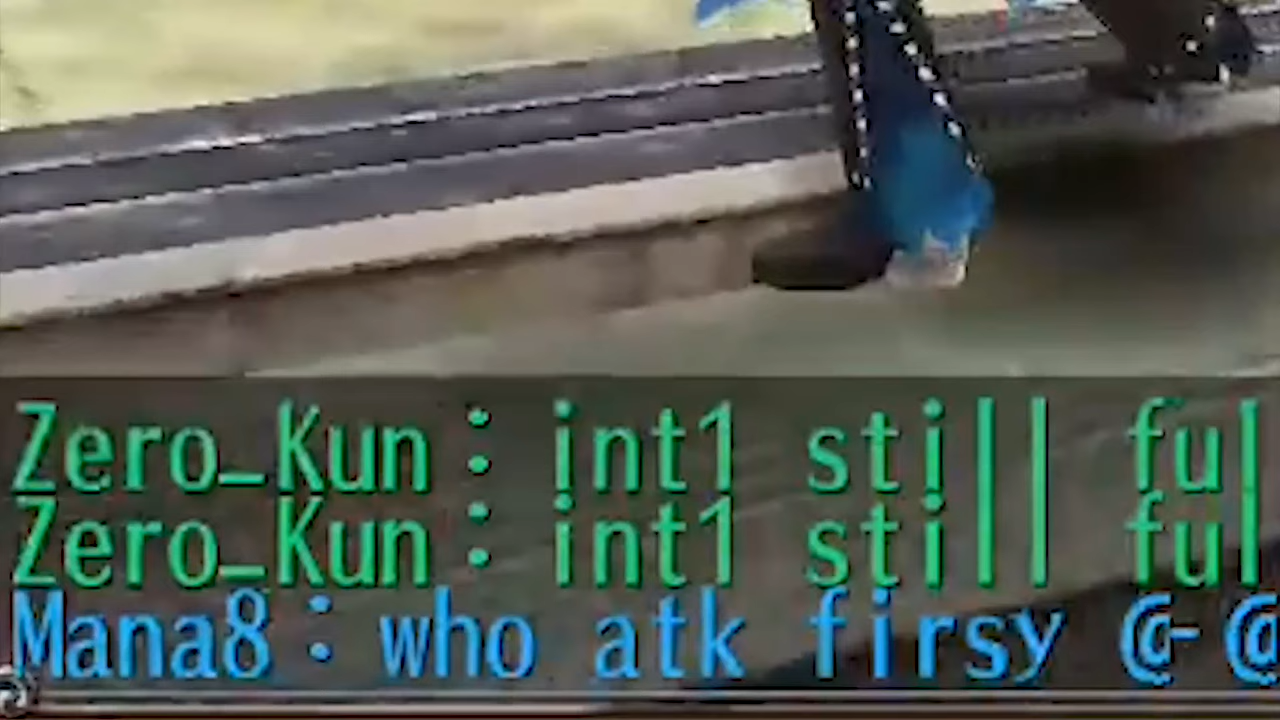 Zero_Kun : int1 still ful
Zero_Kun : int1 still ful
Mana8 : who atk firsy @-@